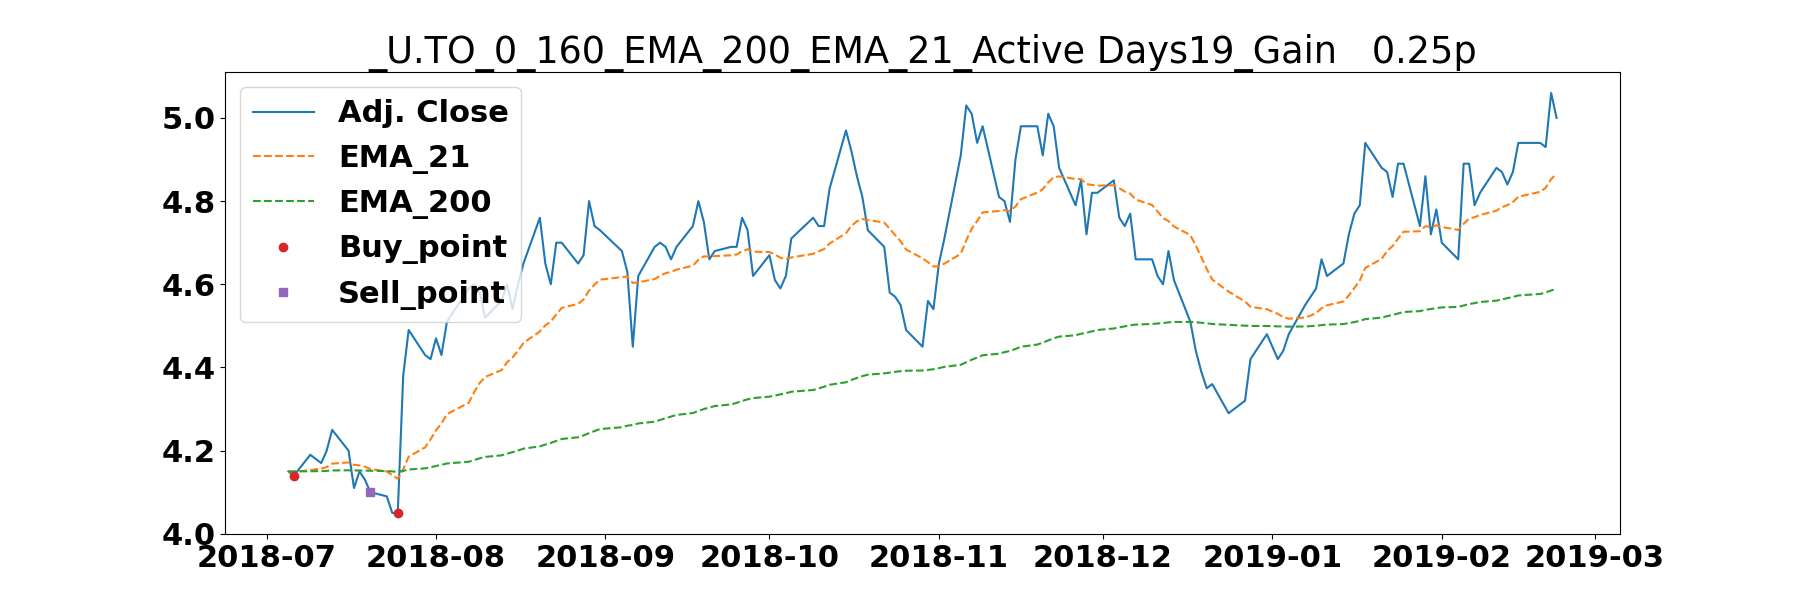 _U.TO_0_160_EMA_200_EMA_21_Active Days19_Gain   0.25p
Adj. Close
EMA_21
EMA_200
Buy_point
Sell_point
5.0
4.8
4.6
4.4
4.2
4.0
2018-07 2018-08 2018-09 2018-10 2018-11 2018-12 2019-01 2019-02 2019-03